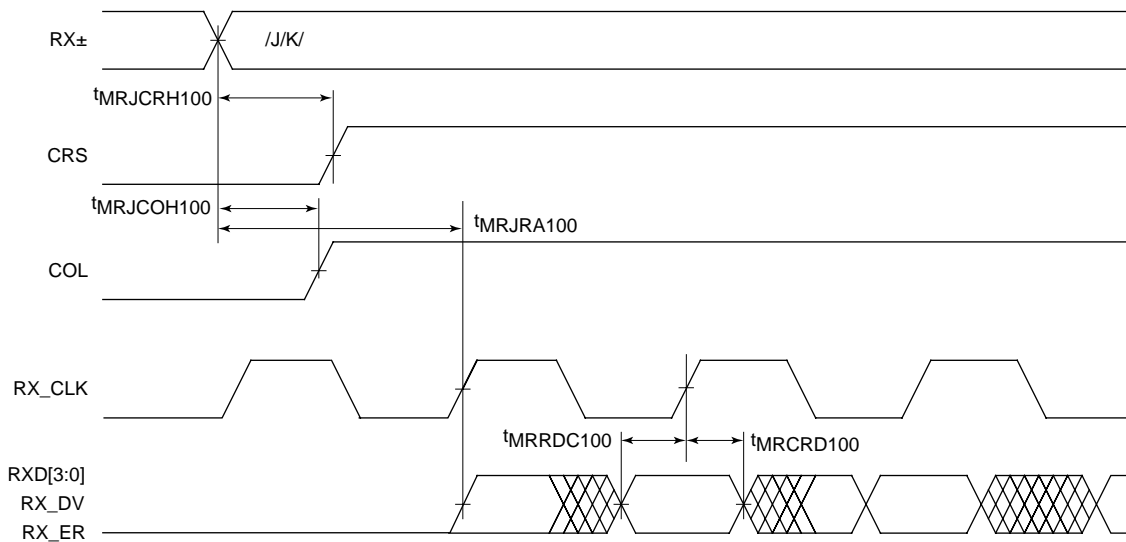 RX± /J/K/
tMRJCRH100
CRS
tMRJCOH100
tMRJRA100
COL
RX_CLK
tMRRDC100 tMRCRD100
RXD[3:0]
RX_DV
RX_ER